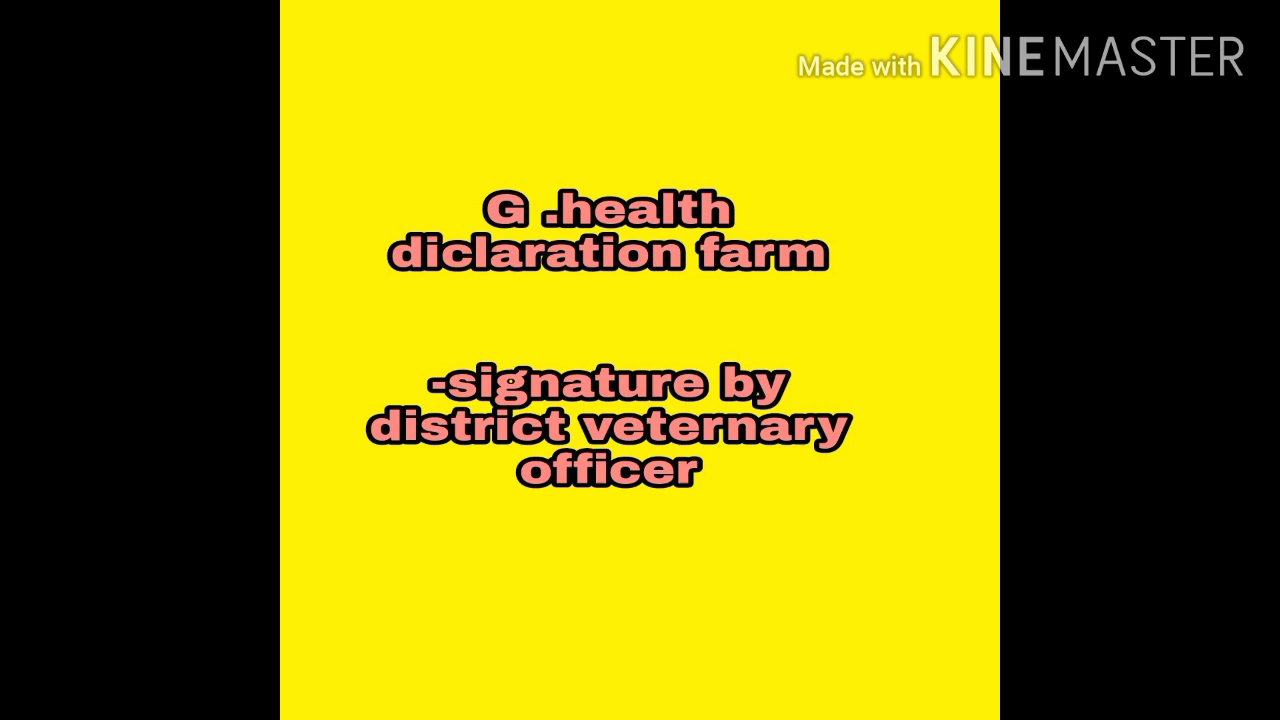 Made with KINEMASTER
G .health
diclaration farm
-signature by
district veternary
officer